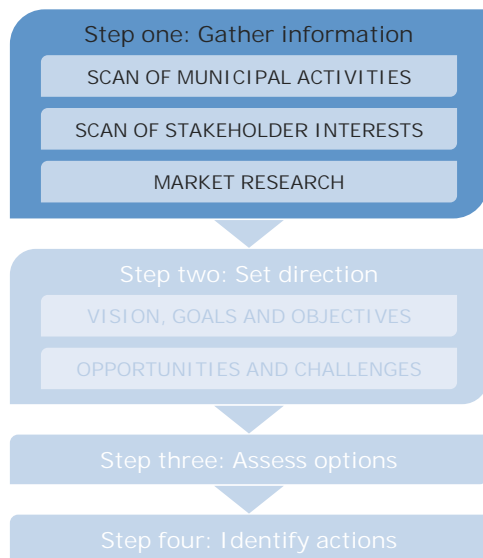 Step one: Gather information
SCAN OF MUNICIPAL ACTIVITIES
SCAN OF STAKEHOLDER INTERESTS
MARKET RESEARCH
Step two: Set direction
VISION, GOALS AND OBJECTIVES
OPPORTUNITIES AND CHALLENGES
Step three: Assess options
Step four: Identify actions